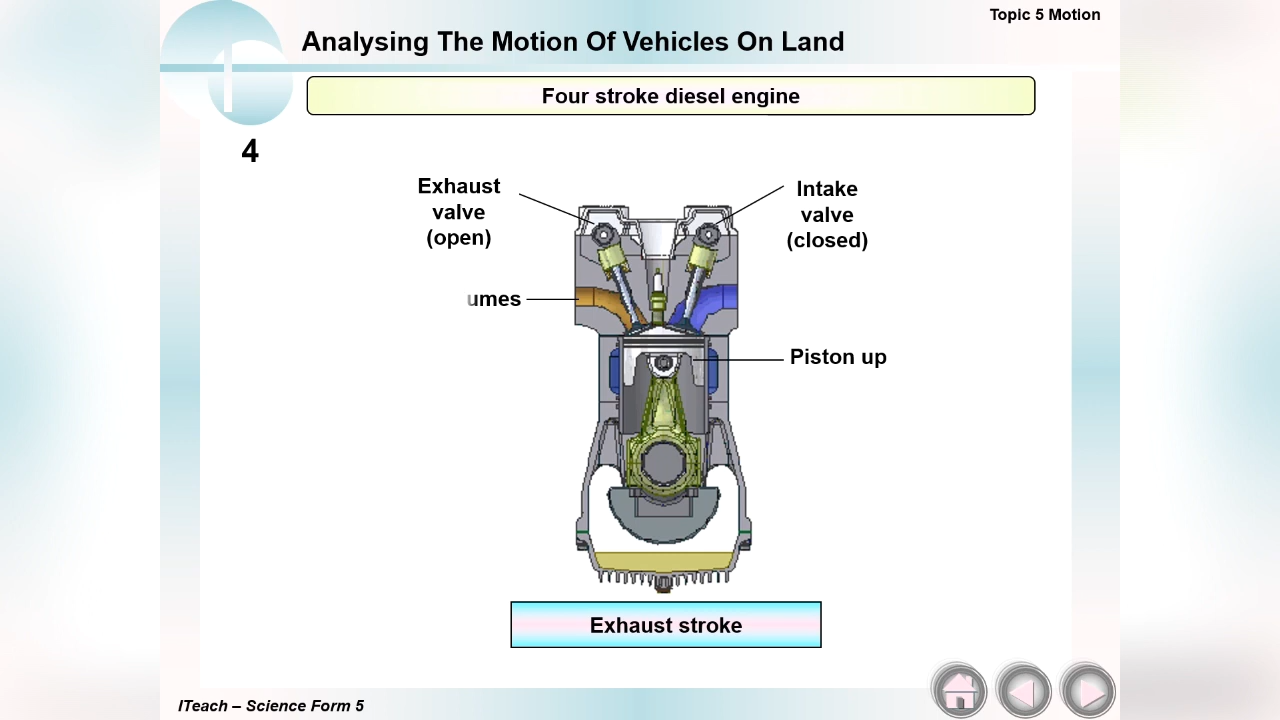 Topic 5 Motion
Analysing The Motion Of Vehicles On Land
Four stroke diesel engine
4
Exhaust
valve
(open)
Intake
valve
(closed)
umes
Piston up
Exhaust stroke
ITeach – Science Form 5